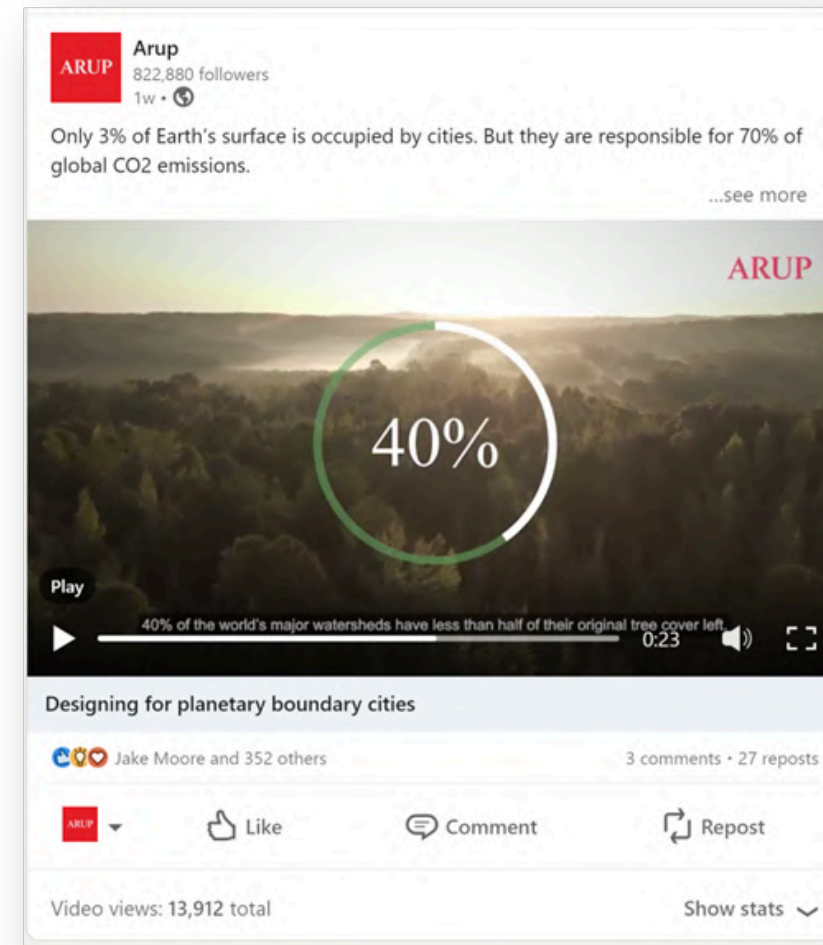 ARUP
Arup
822,880 followers
1w •
Only 3% of Earth's surface is occupied by cities. But they are responsible for 70% of
global CO2 emissions.
...see more
ARUP
40%
Play
40% of the world's major watersheds have less than half of their original tree cover left.
0:23
Designing for planetary boundary cities
Jake Moore and 352 others
3 comments • 27 reposts
ARUP
Like
Comment
Repost
Video views: 13,912 total
Show stats